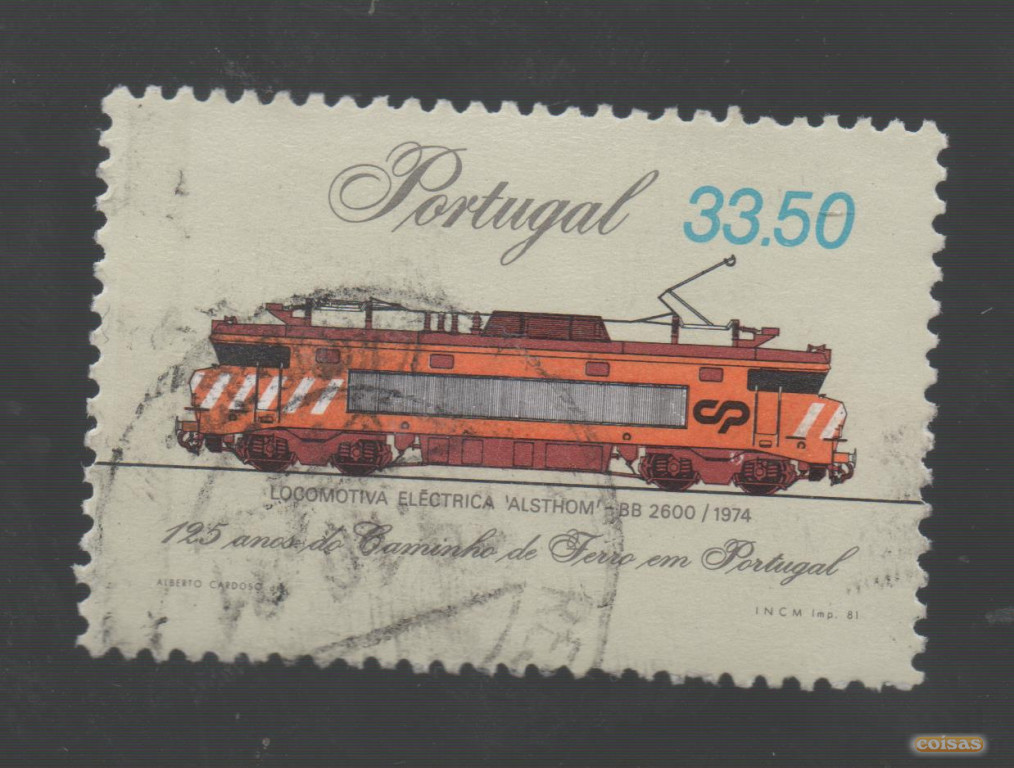 Portugal 33.50
CP
LOCOMOTIVA ELÉCTRICA 'ALSTHOM' - BB 2600 / 1974
125 anos do Caminho de Ferro em Portugal
ALBERTO CARDOSO
INCM Imp. 81
coisas